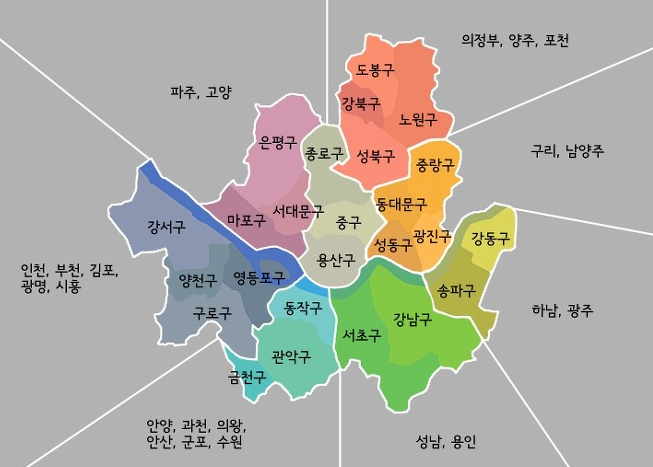 의정부, 양주, 포천
도봉구
파주, 고양
강북구
노원구
은평구
종로구
성북구
중랑구
구리, 남양주
마포구
서대문구
중구
동대문구
강서구
성동구
광진구
강동구
용산구
인천, 부천, 김포,
광명, 시흥
양천구
영등포구
송파구
구로구
동작구
서초구
강남구
하남, 광주
관악구
금천구
안양, 과천, 의왕,
안산, 군포, 수원
성남, 용인